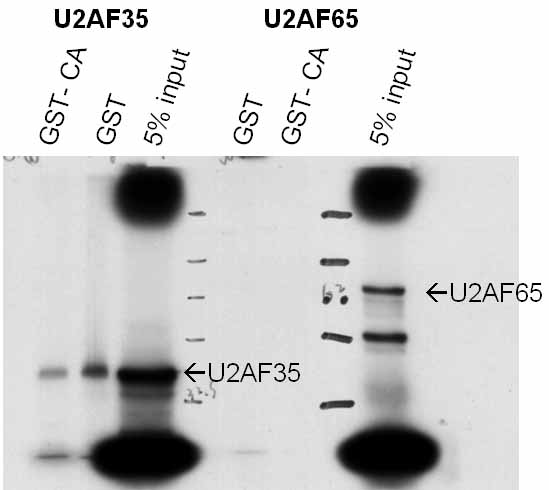 U2AF35 U2AF65
GST- CA GST 5% input GST GST- CA 5% input
←U2AF65
←U2AF35